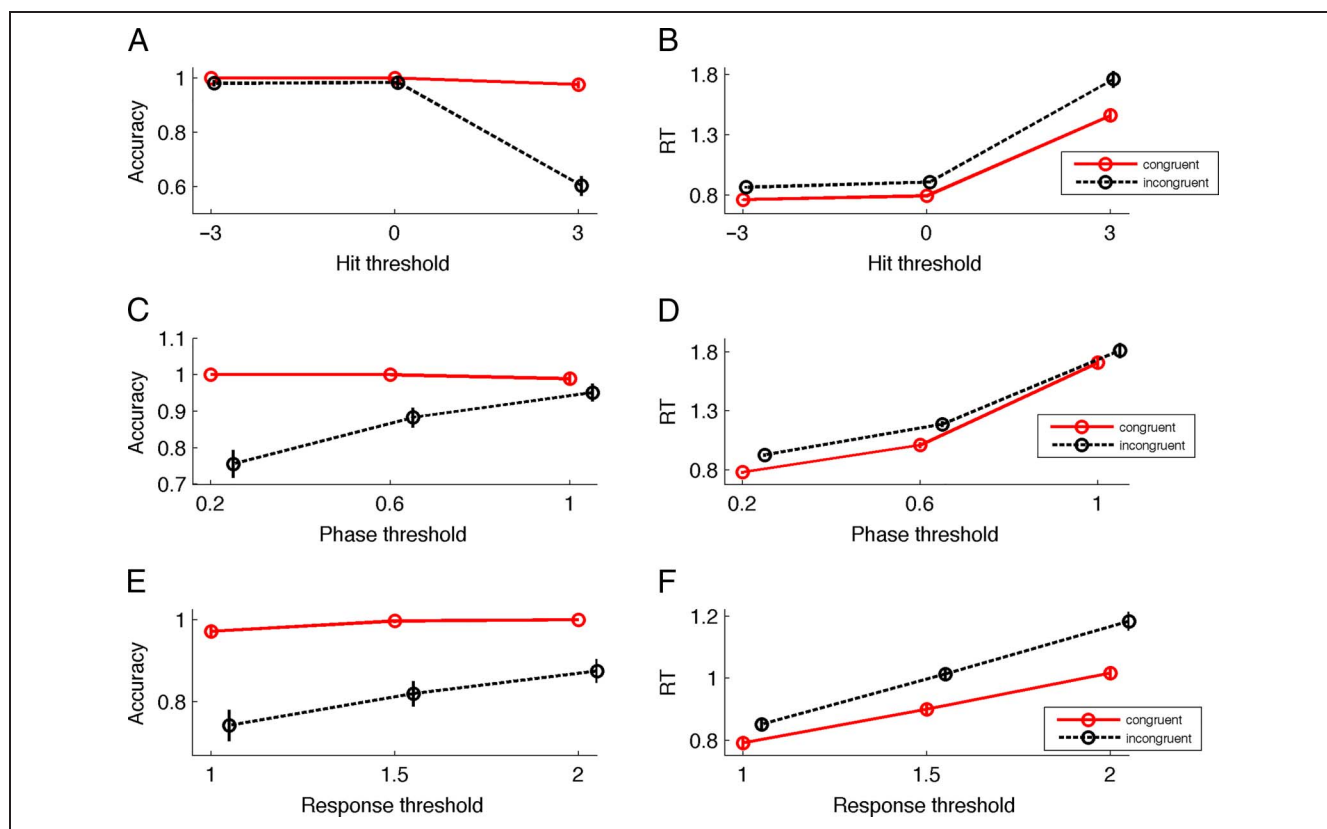 A
1
0.8
0.6
Accuracy
−3
0
3
Hit threshold
B
1.8
1.3
0.8
RT
−3
0
3
Hit threshold
congruent
incongruent
C
1.1
1
0.9
0.8
0.7
Accuracy
0.2
0.6
1
Phase threshold
D
1.8
1.3
0.8
RT
0.2
0.6
1
Phase threshold
congruent
incongruent
E
1
0.8
Accuracy
1
1.5
2
Response threshold
F
1.2
1
0.8
RT
1
1.5
2
Response threshold
congruent
incongruent